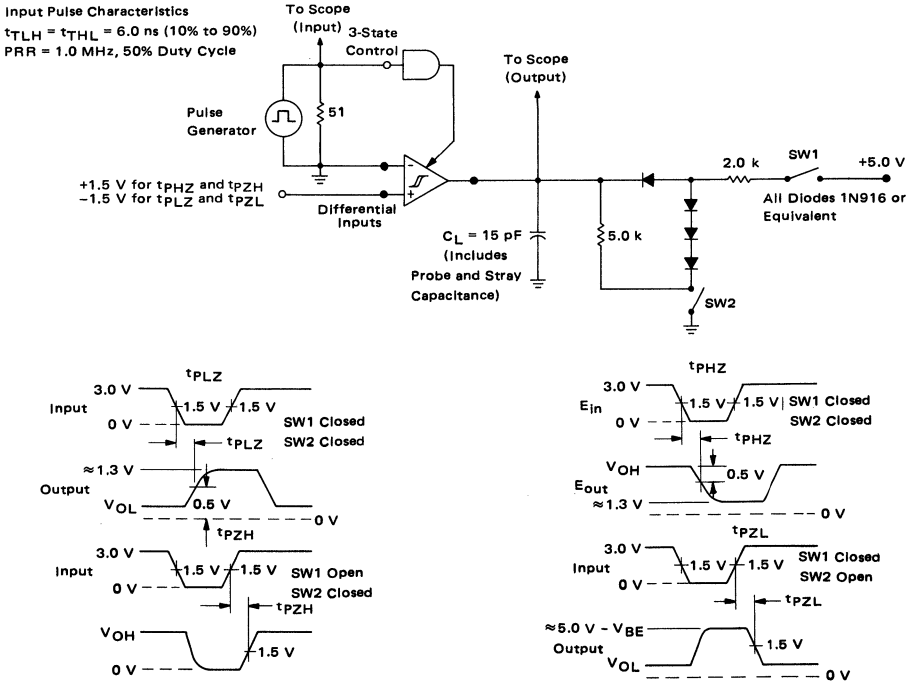 Input Pulse Characteristics
tTLH = tTHL = 6.0 ns (10% to 90%)
PRR = 1.0 MHz, 50% Duty Cycle
To Scope
(Input)
3-State
Control
To Scope
(Output)
Pulse
Generator
51
+1.5 V for tPHZ and tPZH
−1.5 V for tPLZ and tPZL
Differential
Inputs
−
+
CL = 15 pF
(Includes
Probe and Stray
Capacitance)
5.0 k
2.0 k
SW1
+5.0 V
All Diodes 1N916 or
Equivalent
SW2
tPLZ
3.0 V
Input
1.5 V
1.5 V
0 V
SW1 Closed
SW2 Closed
tPLZ
≈1.3 V
Output
0.5 V
VOL
0 V
tPZH
3.0 V
Input
1.5 V
1.5 V
0 V
SW1 Open
SW2 Closed
tPZH
VOH
1.5 V
0 V
tPHZ
3.0 V
Ein
1.5 V
1.5 V
0 V
SW1 Closed
SW2 Closed
tPHZ
VOH
0.5 V
Eout
≈1.3 V
0 V
tPZL
3.0 V
Input
1.5 V
1.5 V
0 V
SW1 Closed
SW2 Open
tPZL
≈5.0 V − VBE
Output
1.5 V
VOL
0 V